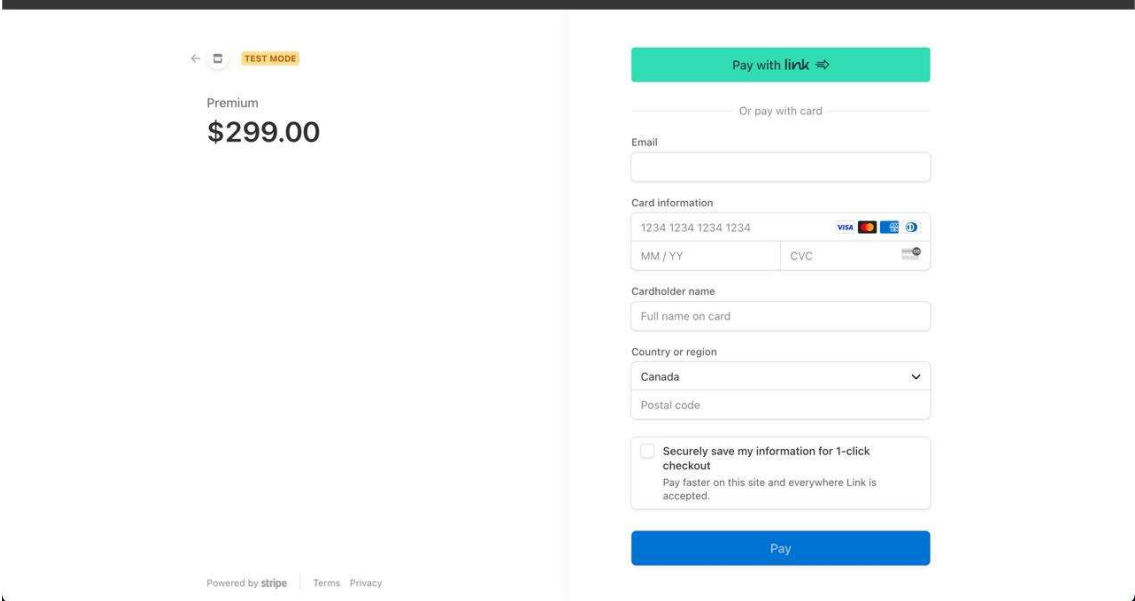 TEST MODE
Premium
$299.00
Powered by stripe
Terms Privacy
Pay with link
Or pay with card
Email
Card information
1234 1234 1234 1234 VISA
MM / YY CVC
Cardholder name
Full name on card
Country or region
Canada
Postal code
Securely save my information for 1-click
checkout
Pay faster on this site and everywhere Link is
accepted.
Pay